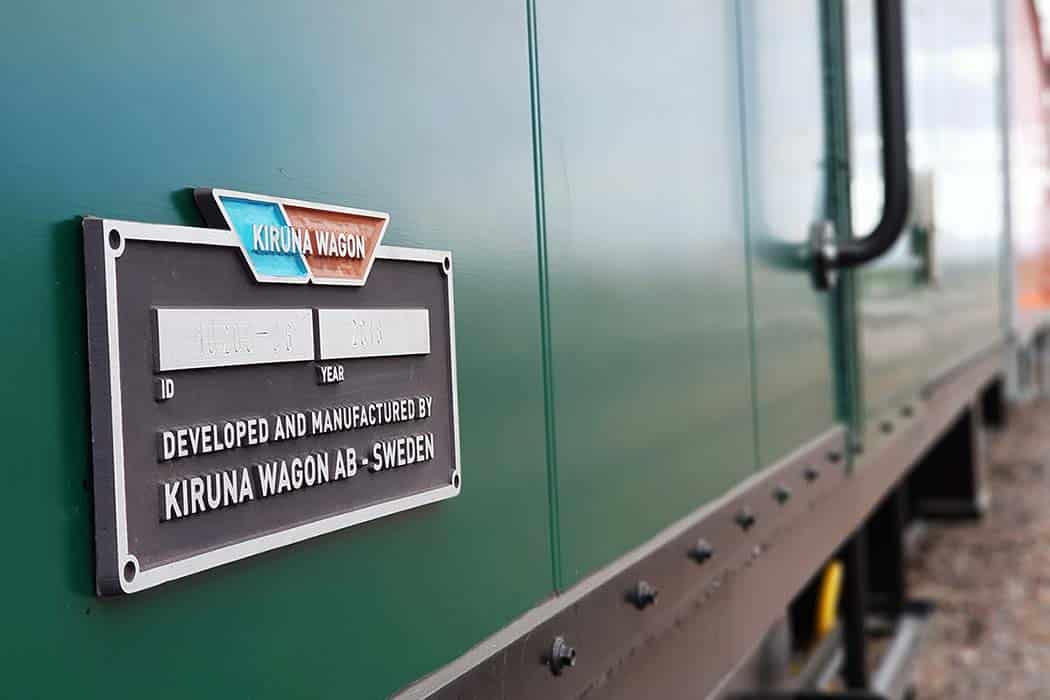 KIRUNA WAGON
ID
YEAR
DEVELOPED AND MANUFACTURED BY
KIRUNA WAGON AB - SWEDEN